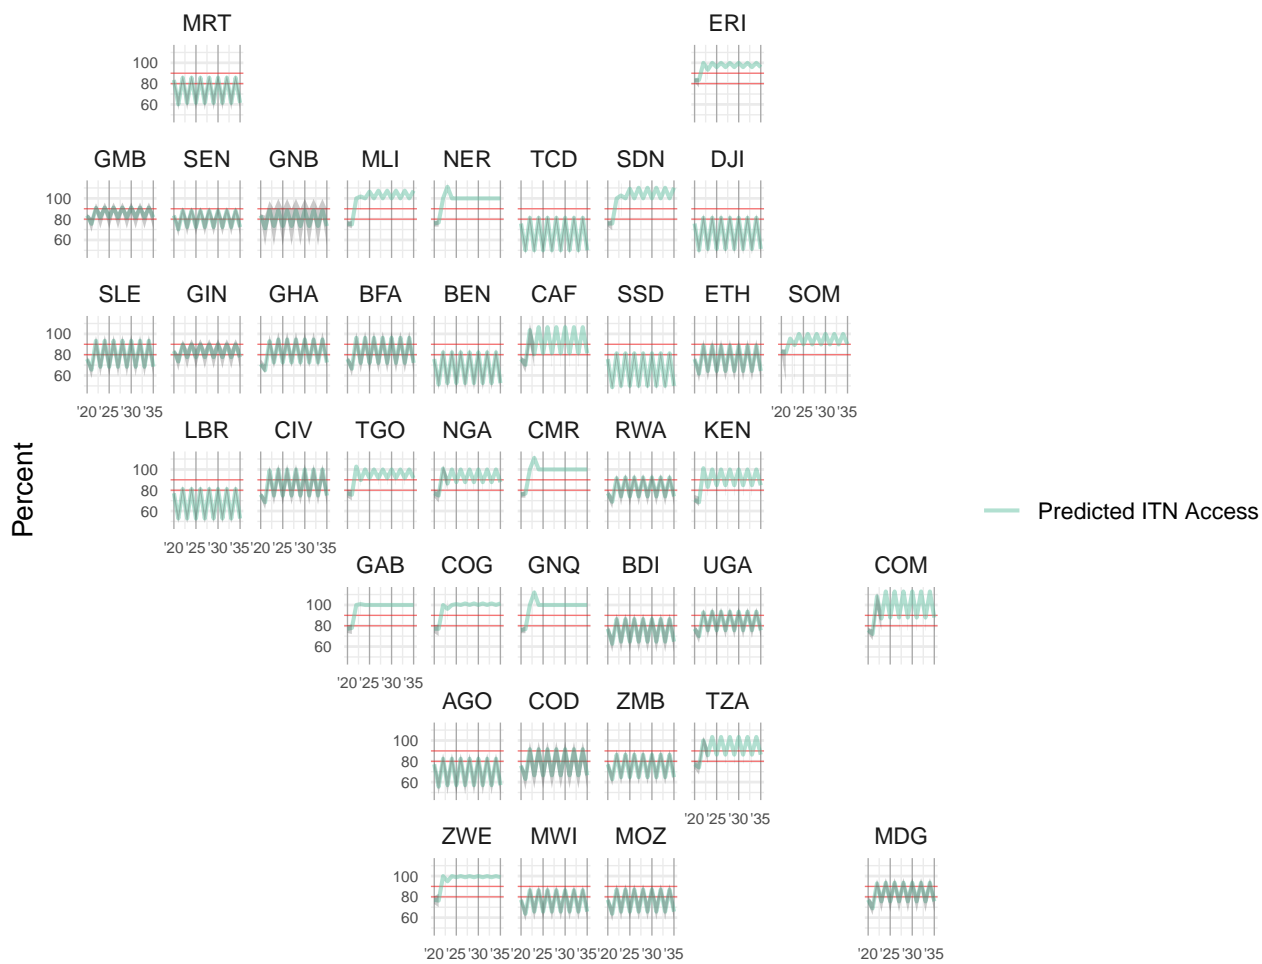 MRT ERI
100
80
60
GMB SEN GNB MLI NER TCD SDN DJI
100
80
60
SLE GIN GHA BFA BEN CAF SSD ETH SOM
100
80
60
'20 '25 '30 '35 '20 '25 '30 '35
LBR CIV TGO NGA CMR RWA KEN
100
80
60
Percent
Predicted ITN Access
'20 '25 '30 '35 '20 '25 '30 '35
GAB COG GNQ BDI UGA COM
100
80
60
'20 '25 '30 '35
AGO COD ZMB TZA
100
80
60
'20 '25 '30 '35
ZWE MWI MOZ MDG
100
80
60
'20 '25 '30 '35 '20 '25 '30 '35 '20 '25 '30 '35 '20 '25 '30 '35